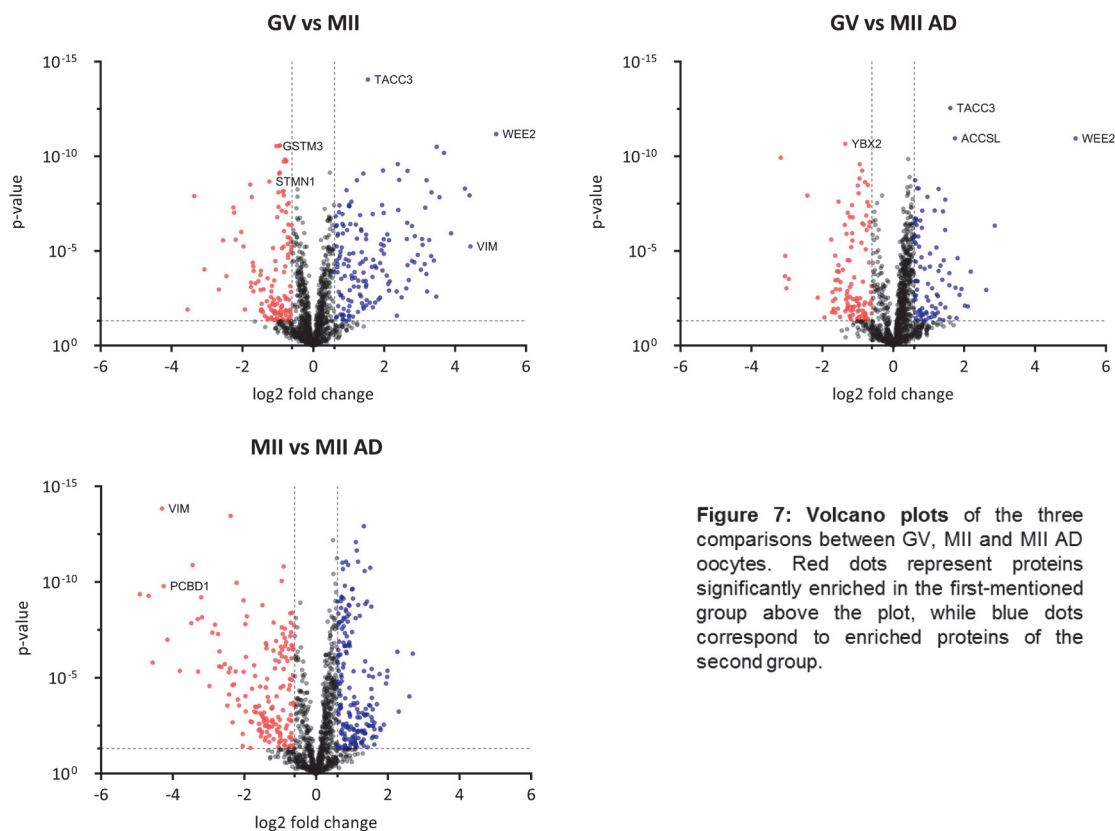 GV vs MII
10-15
10-10
10-5
100
p-value
-6 -4 -2 0 2 4 6
log2 fold change
TACC3
WEE2
GSTM3
STMN1
VIM
GV vs MII AD
10-15
10-10
10-5
100
p-value
-6 -4 -2 0 2 4 6
log2 fold change
TACC3
YBX2
ACCSL
WEE2
MII vs MII AD
10-15
10-10
10-5
100
p-value
-6 -4 -2 0 2 4 6
log2 fold change
VIM
PCBD1
Figure 7: Volcano plots of the three
comparisons between GV, MII and MII AD
oocytes. Red dots represent proteins
significantly enriched in the first-mentioned
group above the plot, while blue dots
correspond to enriched proteins of the
second group.